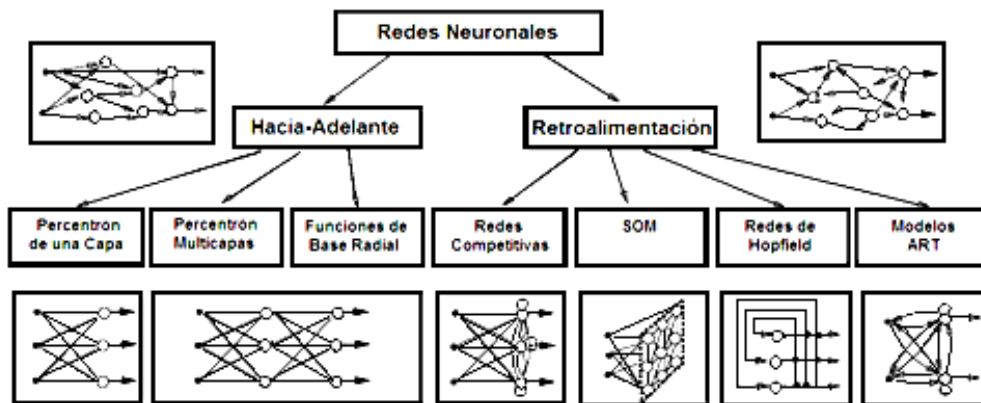 Redes Neuronales
Hacia-Adelante
Retroalimentación
Percentron
de una Capa
Percentrón
Multicapas
Funciones de
Base Radial
Redes
Competitivas
SOM
Redes de
Hopfield
Modelos
ART